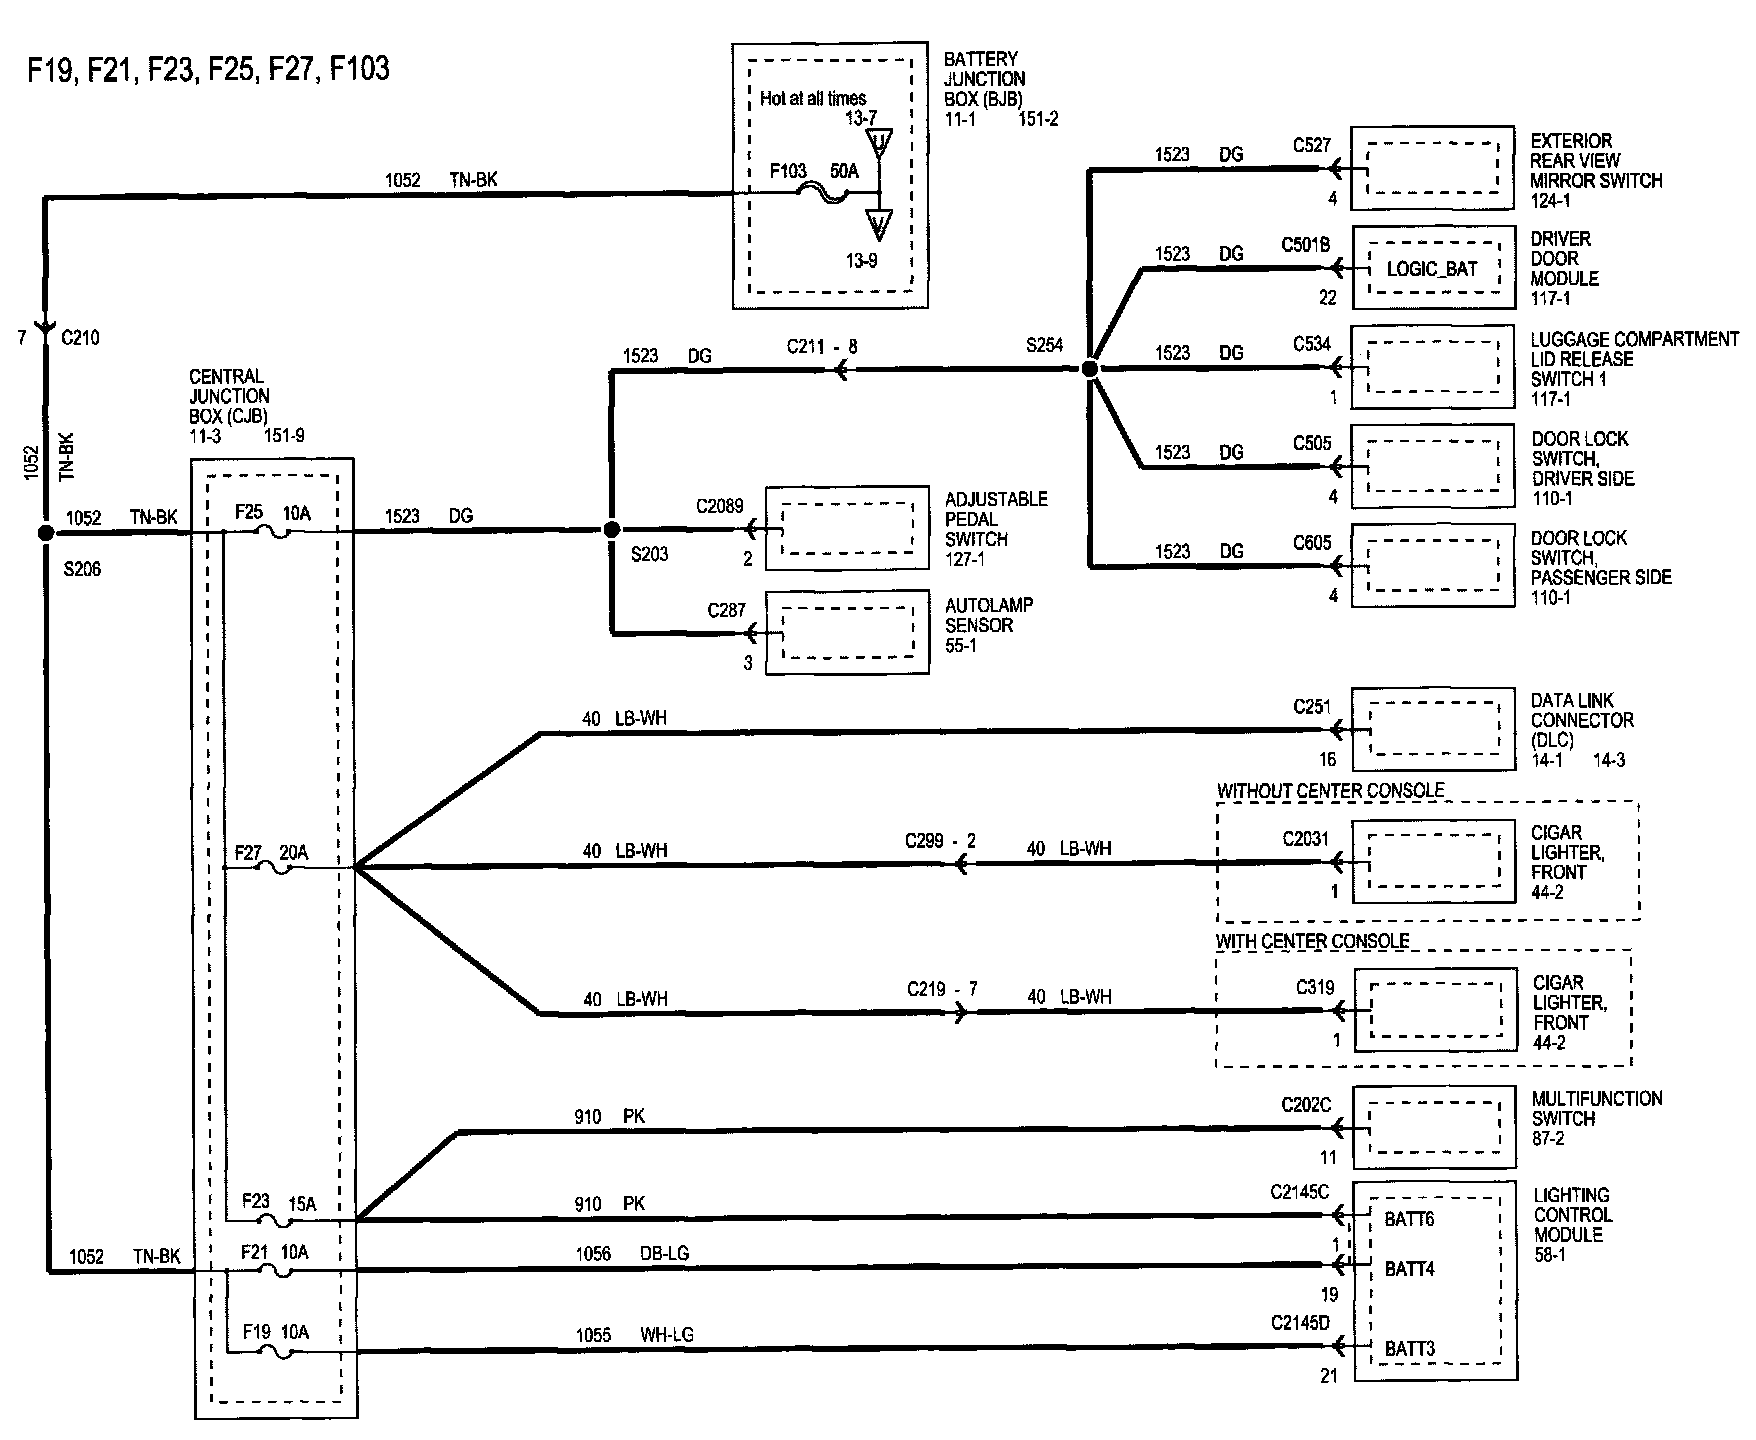 F19, F21, F23, F25, F27, F103
BATTERY
JUNCTION
BOX (BJB)
11-1 151-2
Hot at all times
13-7
U
F103 50A
V
13-9
1052 TN-BK
7 C210
1052 TN-BK
CENTRAL
JUNCTION
BOX (CJB)
11-3 151-9
1052 TN-BK
S206
F25 10A
1523 DG
S203
1523 DG
C211 - 8
S254
C2089
2
ADJUSTABLE
PEDAL
SWITCH
127-1
C287
3
AUTOLAMP
SENSOR
55-1
1523 DG
C527
4
EXTERIOR
REAR VIEW
MIRROR SWITCH
124-1
1523 DG
C501B
22
LOGIC_BAT
DRIVER
DOOR
MODULE
117-1
1523 DG
C534
1
LUGGAGE COMPARTMENT
LID RELEASE
SWITCH 1
117-1
1523 DG
C505
4
DOOR LOCK
SWITCH,
DRIVER SIDE
110-1
1523 DG
C605
4
DOOR LOCK
SWITCH,
PASSENGER SIDE
110-1
F27 20A
40 LB-WH
C251
16
DATA LINK
CONNECTOR
(DLC)
14-1 14-3
WITHOUT CENTER CONSOLE
40 LB-WH
C299 - 2
40 LB-WH
C2031
1
CIGAR
LIGHTER,
FRONT
44-2
WITH CENTER CONSOLE
40 LB-WH
C219 - 7
40 LB-WH
C319
1
CIGAR
LIGHTER,
FRONT
44-2
910 PK
C202C
11
MULTIFUNCTION
SWITCH
87-2
F23 15A
910 PK
C2145C
1
BATT6
LIGHTING
CONTROL
MODULE
58-1
1052 TN-BK
F21 10A
1056 DB-LG
19
BATT4
F19 10A
1055 WH-LG
C2145D
21
BATT3